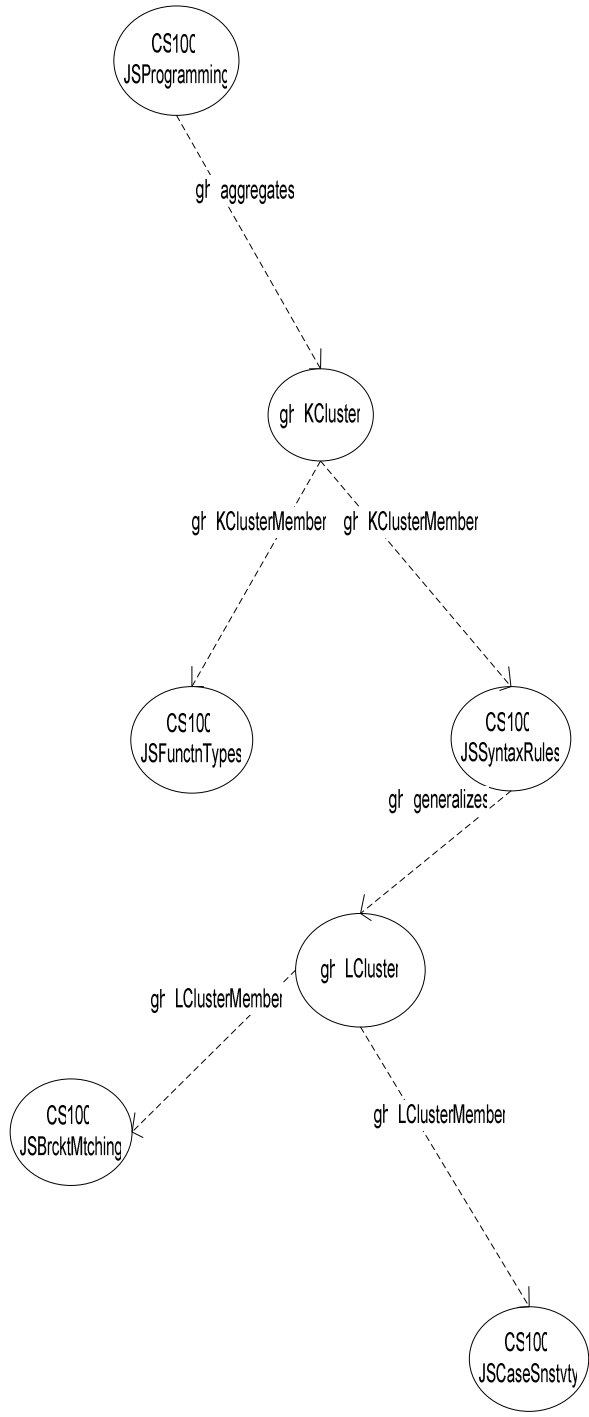 CS100
JSProgramming
gh aggregates
gh KCluster
gh KClusterMember gh KClusterMember
CS100
JSFunctnTypes
CS100
JSSyntaxRules
gh generalizes
gh LCluster
gh LClusterMember
CS100
JSBrcktMtching
gh LClusterMember
CS100
JSCaseSnstvty